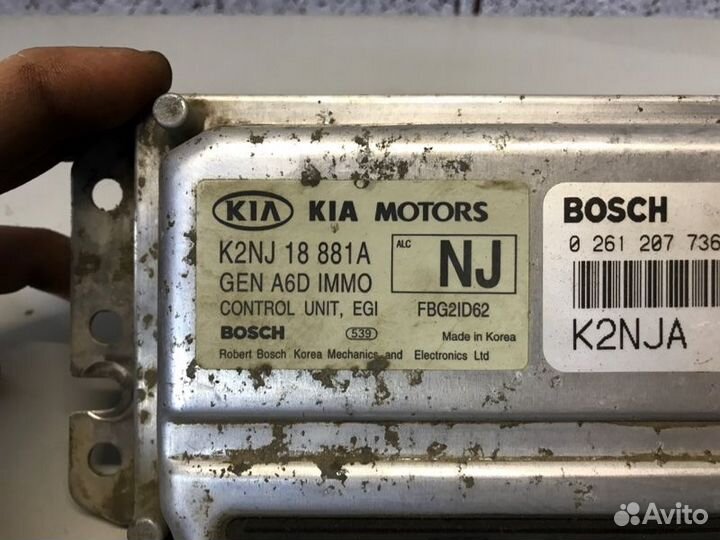 KIA KIA MOTORS
K2NJ 18 881A
ALC
NJ
GEN A6D IMMO
CONTROL UNIT, EGI
FBG2ID62
BOSCH 539 Made in Korea
Robert Bosch Korea Mechanics and Electronics Ltd
BOSCH
0 261 207 736
K2NJA
Avito